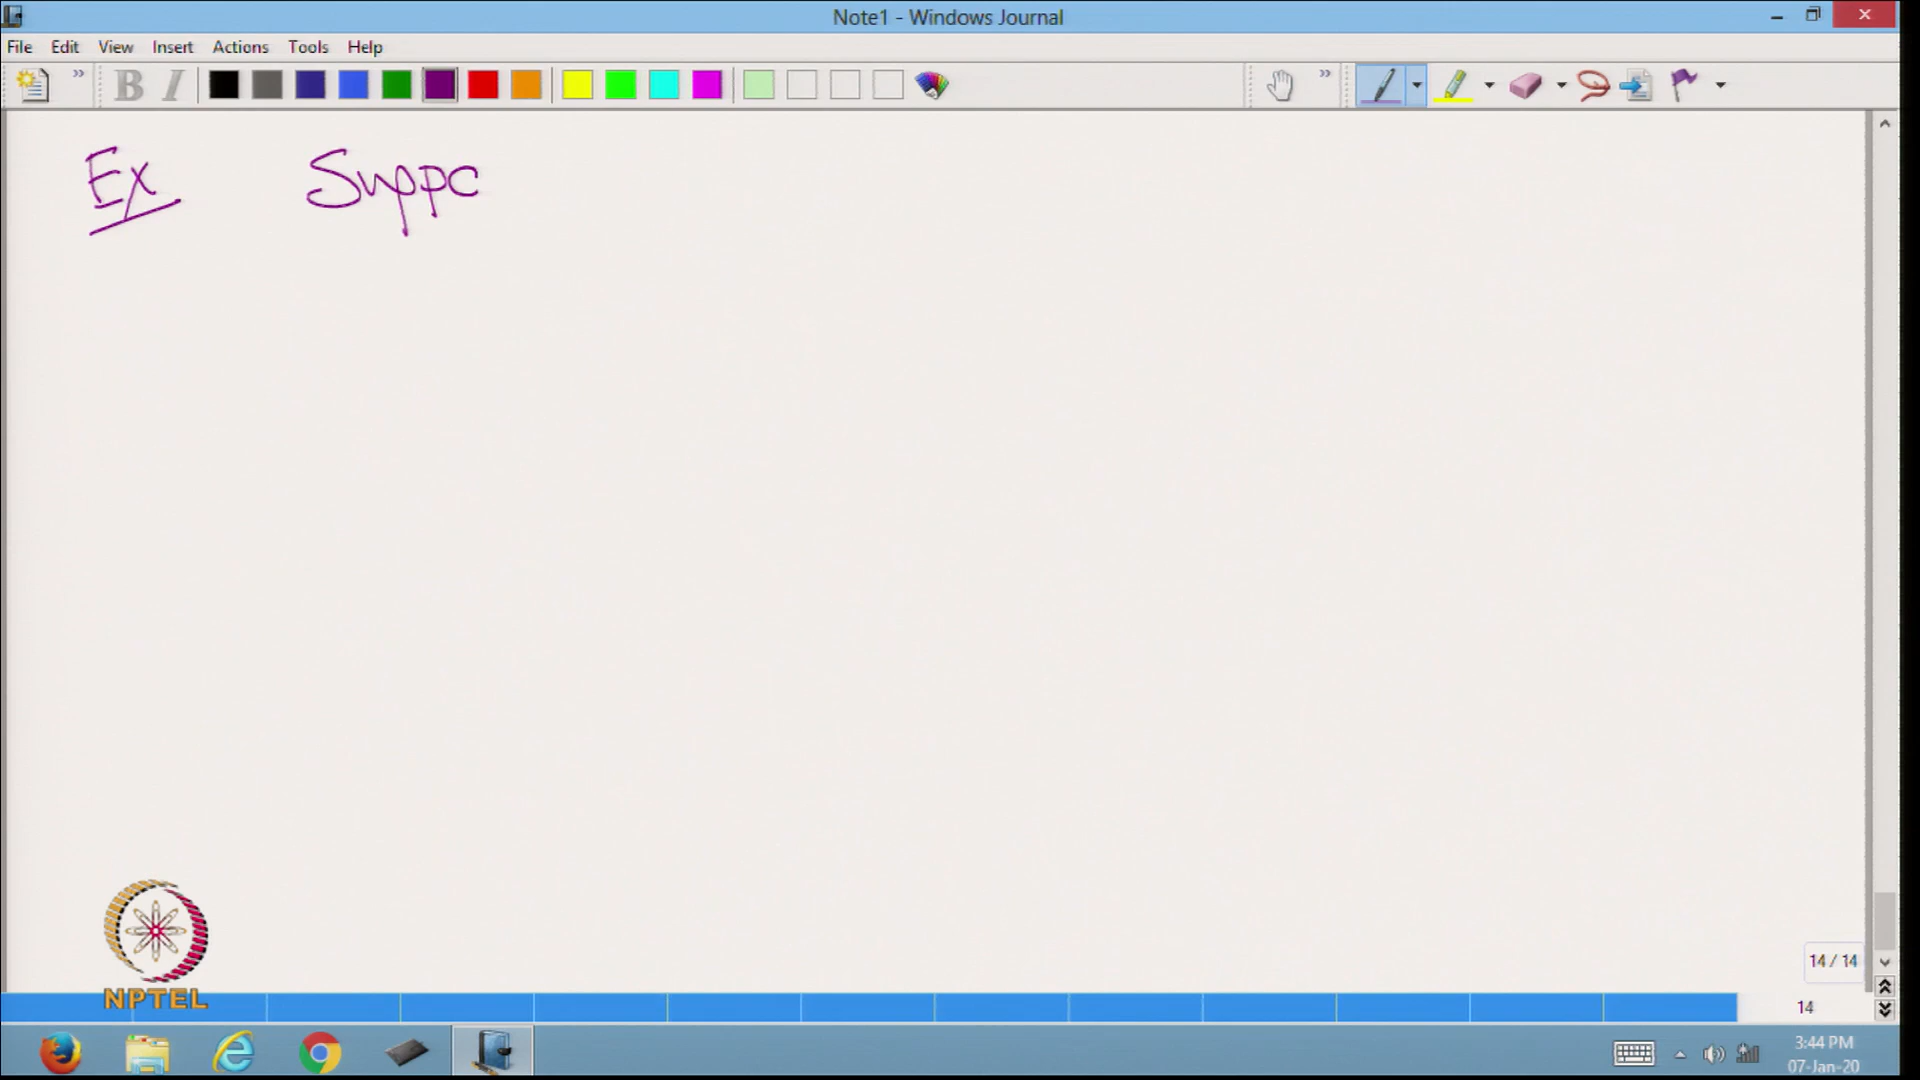 Note1 - Windows Journal
File Edit View Insert Actions Tools Help
B I
Ex Suppo
14 / 14
NPTEL
14
3:44 PM
07-Jan-20